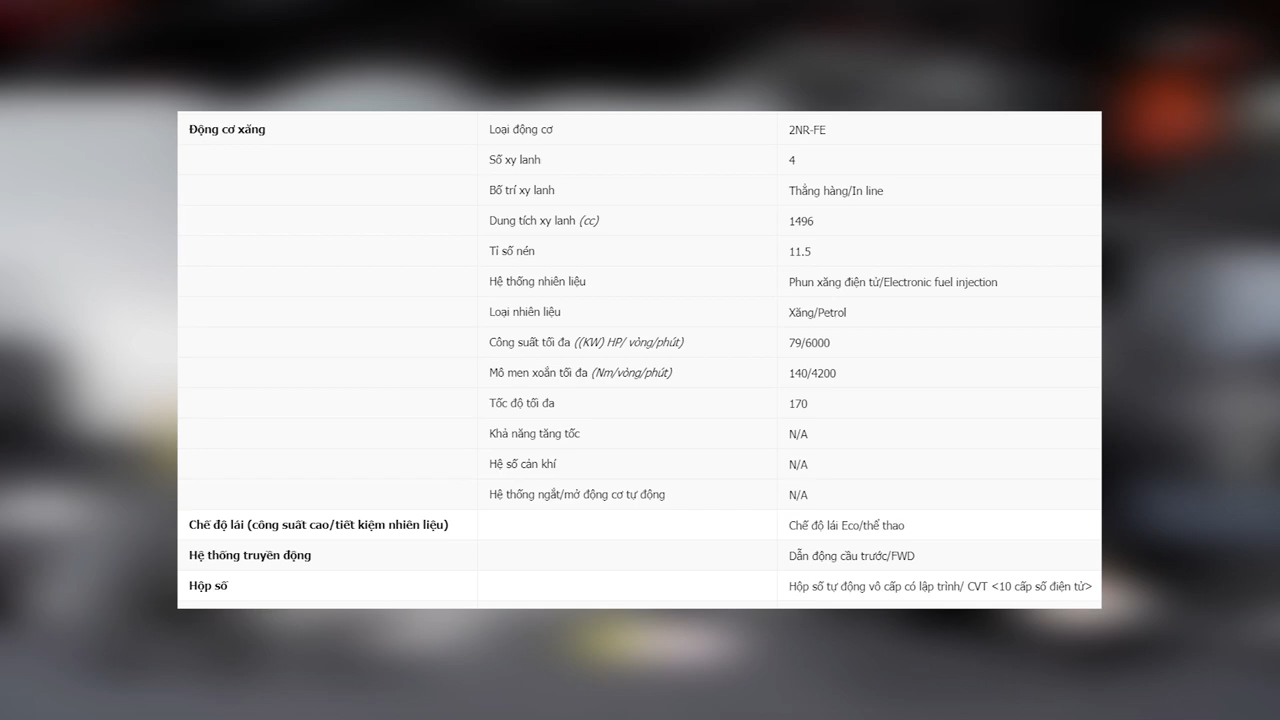 Động cơ xăng Loại động cơ 2NR-FE
Số xy lanh 4
Bố trí xy lanh Thẳng hàng/In line
Dung tích xy lanh (cc) 1496
Tỉ số nén 11.5
Hệ thống nhiên liệu Phun xăng điện tử/Electronic fuel injection
Loại nhiên liệu Xăng/Petrol
Công suất tối đa ((KW) HP/ vòng/phút) 79/6000
Mô men xoắn tối đa (Nm/vòng/phút) 140/4200
Tốc độ tối đa 170
Khả năng tăng tốc N/A
Hệ số cản khí N/A
Hệ thống ngắt/mở động cơ tự động N/A
Chế độ lái (công suất cao/tiết kiệm nhiên liệu) Chế độ lái Eco/thể thao
Hệ thống truyền động Dẫn động cầu trước/FWD
Hộp số Hộp số tự động vô cấp có lập trình/ CVT <10 cấp số điện tử>